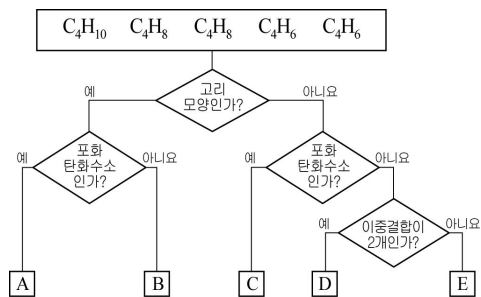 C₄H₁₀ C₄H₈ C₄H₈ C₄H₆ C₄H₆
고리
모양인가?
예
아니요
포화
탄화수소
인가?
예
아니요
포화
탄화수소
인가?
예
아니요
이중결합이
2개인가?
예
아니요
A
B
C
D
E